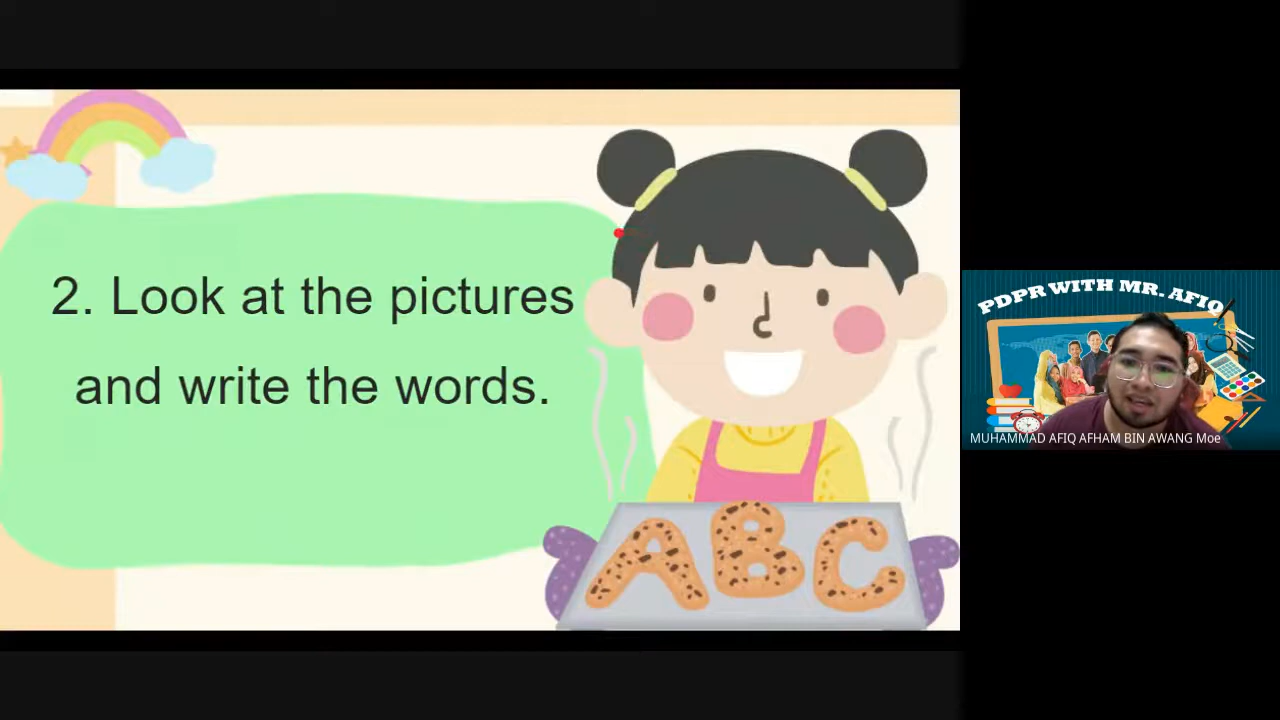 2. Look at the pictures
and write the words.
ABC
PDPR WITH MR. AFIQ
MUHAMMAD AFIQ AFHAM BIN AWANG Moe